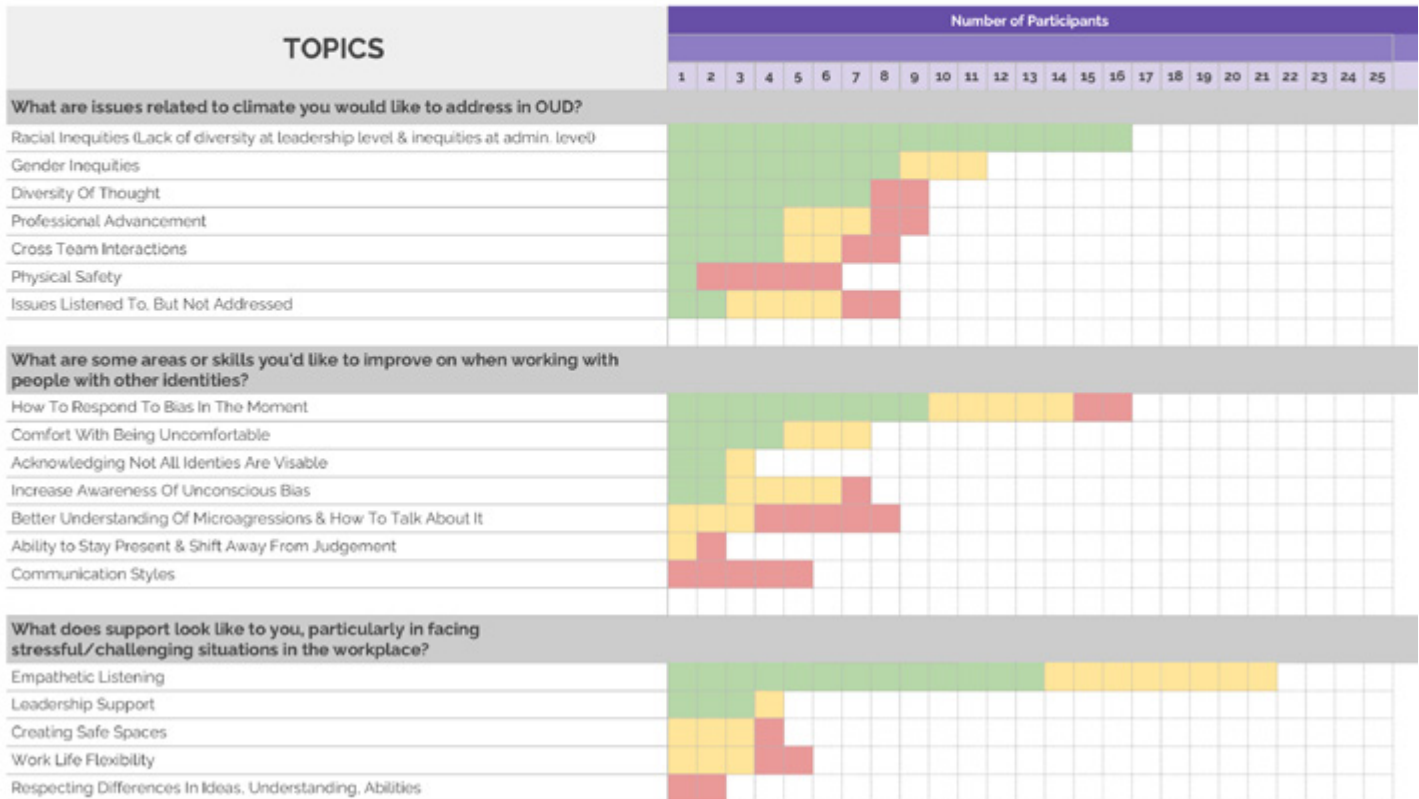 Number of Participants
TOPICS
1 2 3 4 5 6 7 8 9 10 11 12 13 14 15 16 17 18 19 20 21 22 23 24 25
What are issues related to climate you would like to address in OUD?
Racial Inequities (Lack of diversity at leadership level & inequities at admin. level)
Gender Inequities
Diversity Of Thought
Professional Advancement
Cross Team Interactions
Physical Safety
Issues Listened To, But Not Addressed
What are some areas or skills you'd like to improve on when working with
people with other identities?
How To Respond To Bias In The Moment
Comfort With Being Uncomfortable
Acknowledging Not All Identies Are Visable
Increase Awareness Of Unconscious Bias
Better Understanding Of Microagressions & How To Talk About It
Ability to Stay Present & Shift Away From Judgement
Communication Styles
What does support look like to you, particularly in facing
stressful/challenging situations in the workplace?
Empathetic Listening
Leadership Support
Creating Safe Spaces
Work Life Flexibility
Respecting Differences In Ideas, Understanding, Abilities